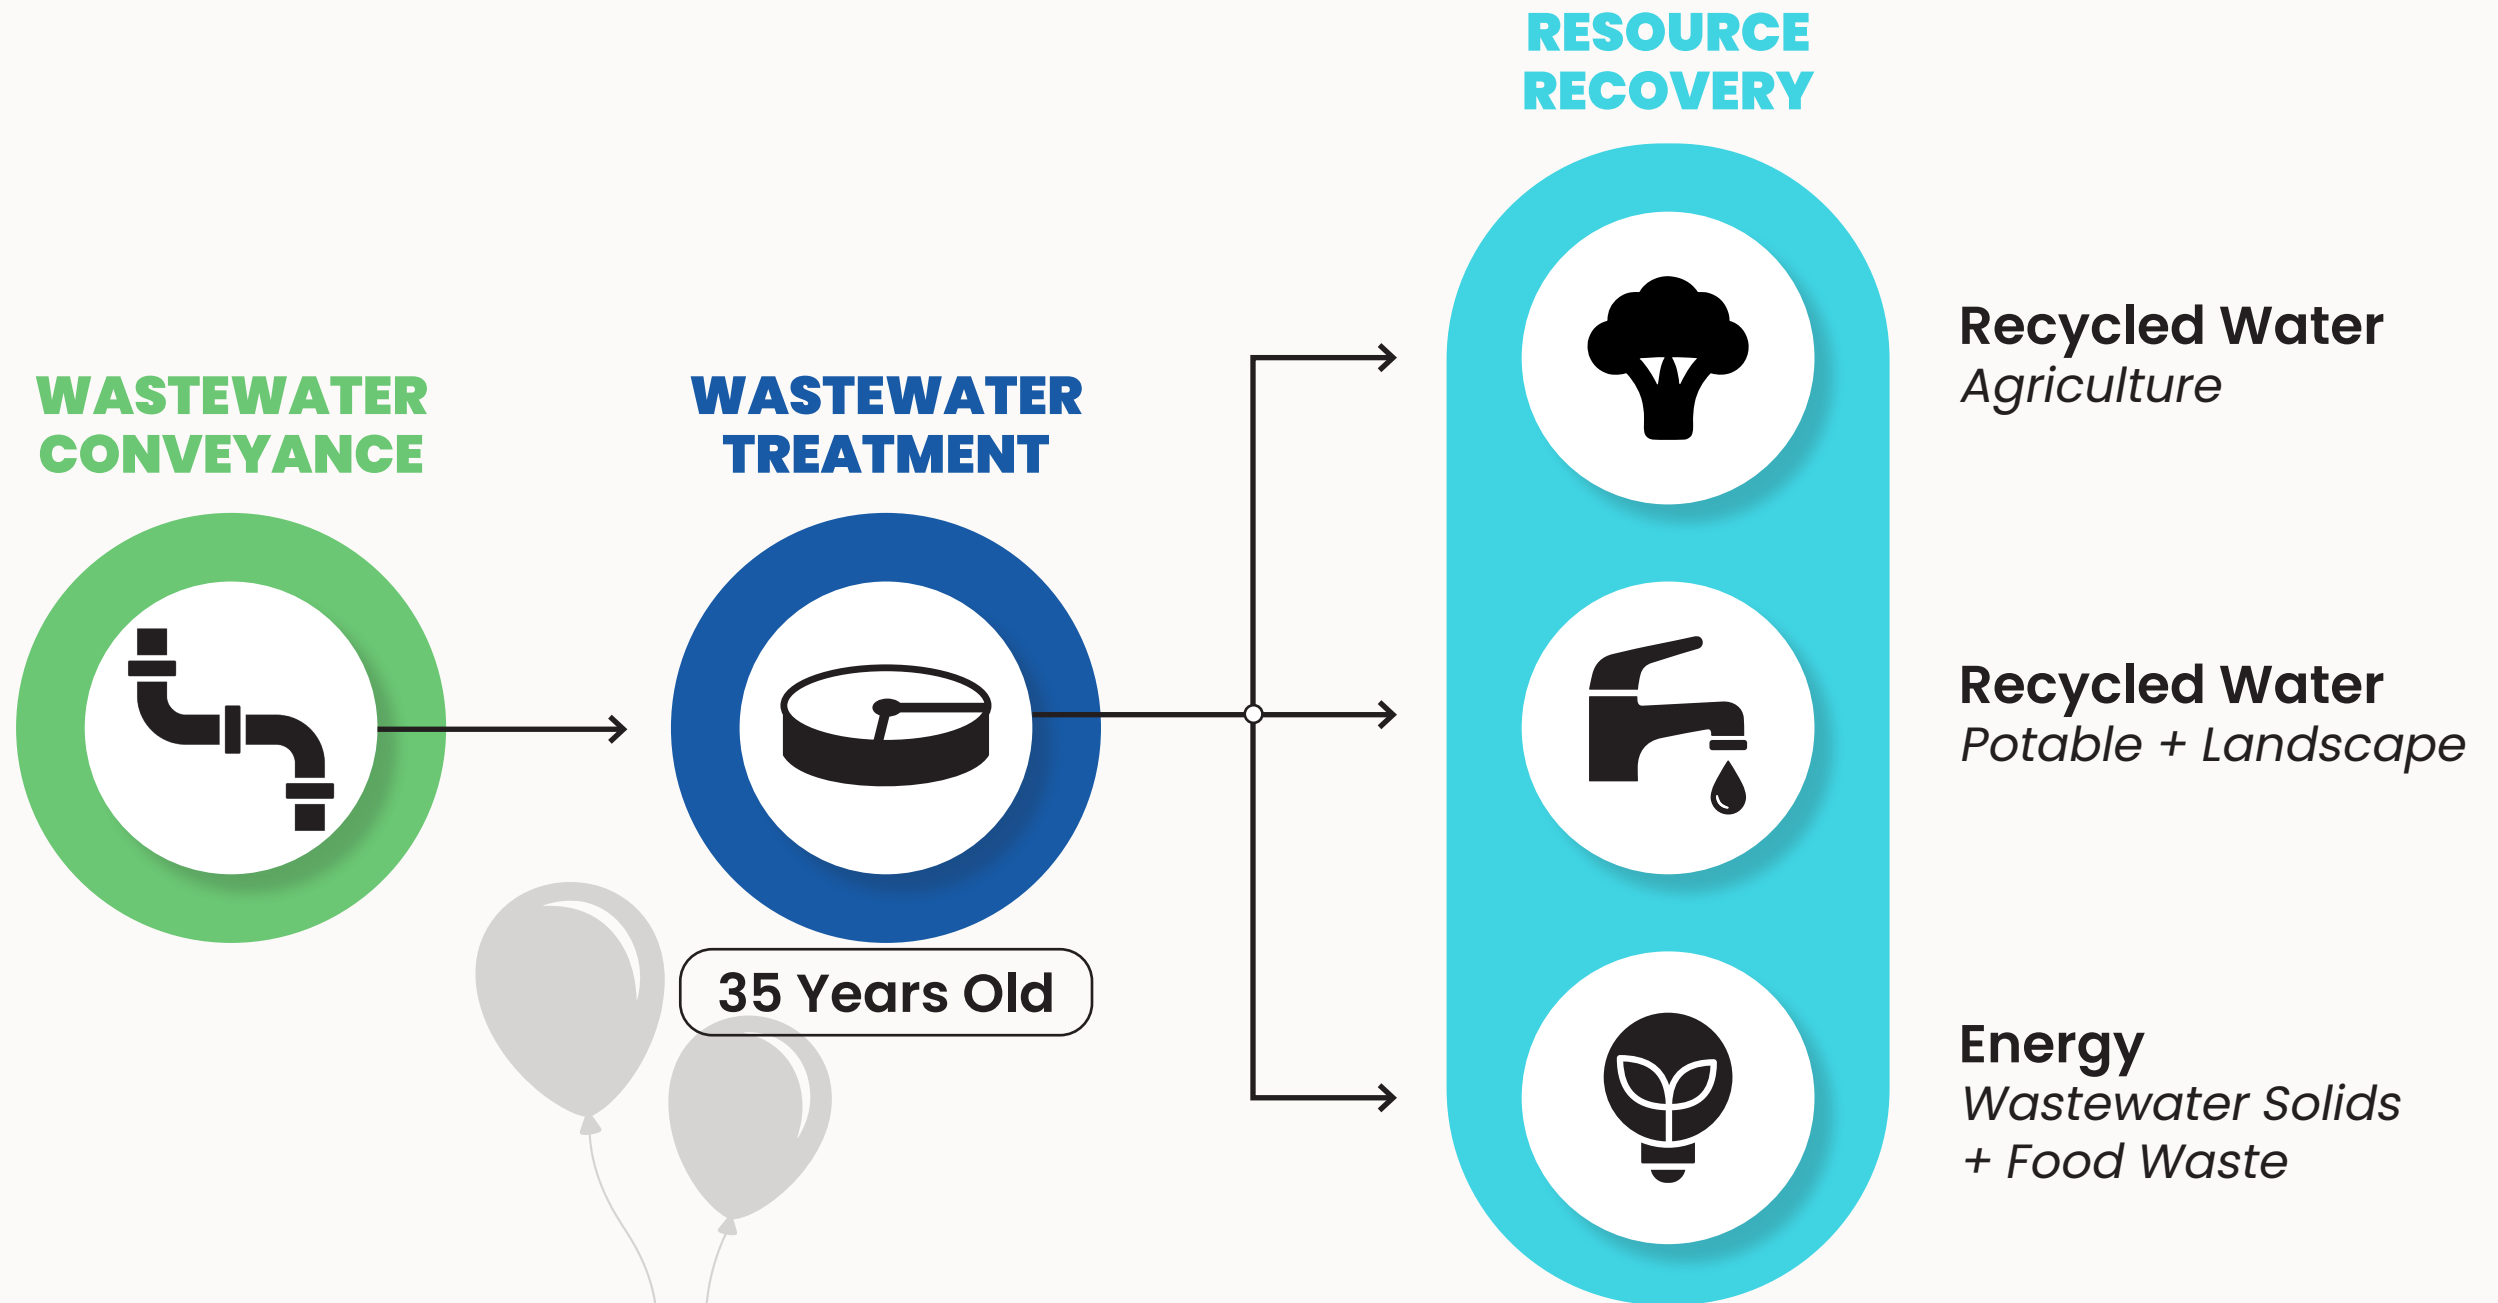 WASTEWATER
CONVEYANCE
WASTEWATER
TREATMENT
35 Years Old
RESOURCE
RECOVERY
Recycled Water
Agriculture
Recycled Water
Potable + Landscape
Energy
Wastewater Solids
+ Food Waste